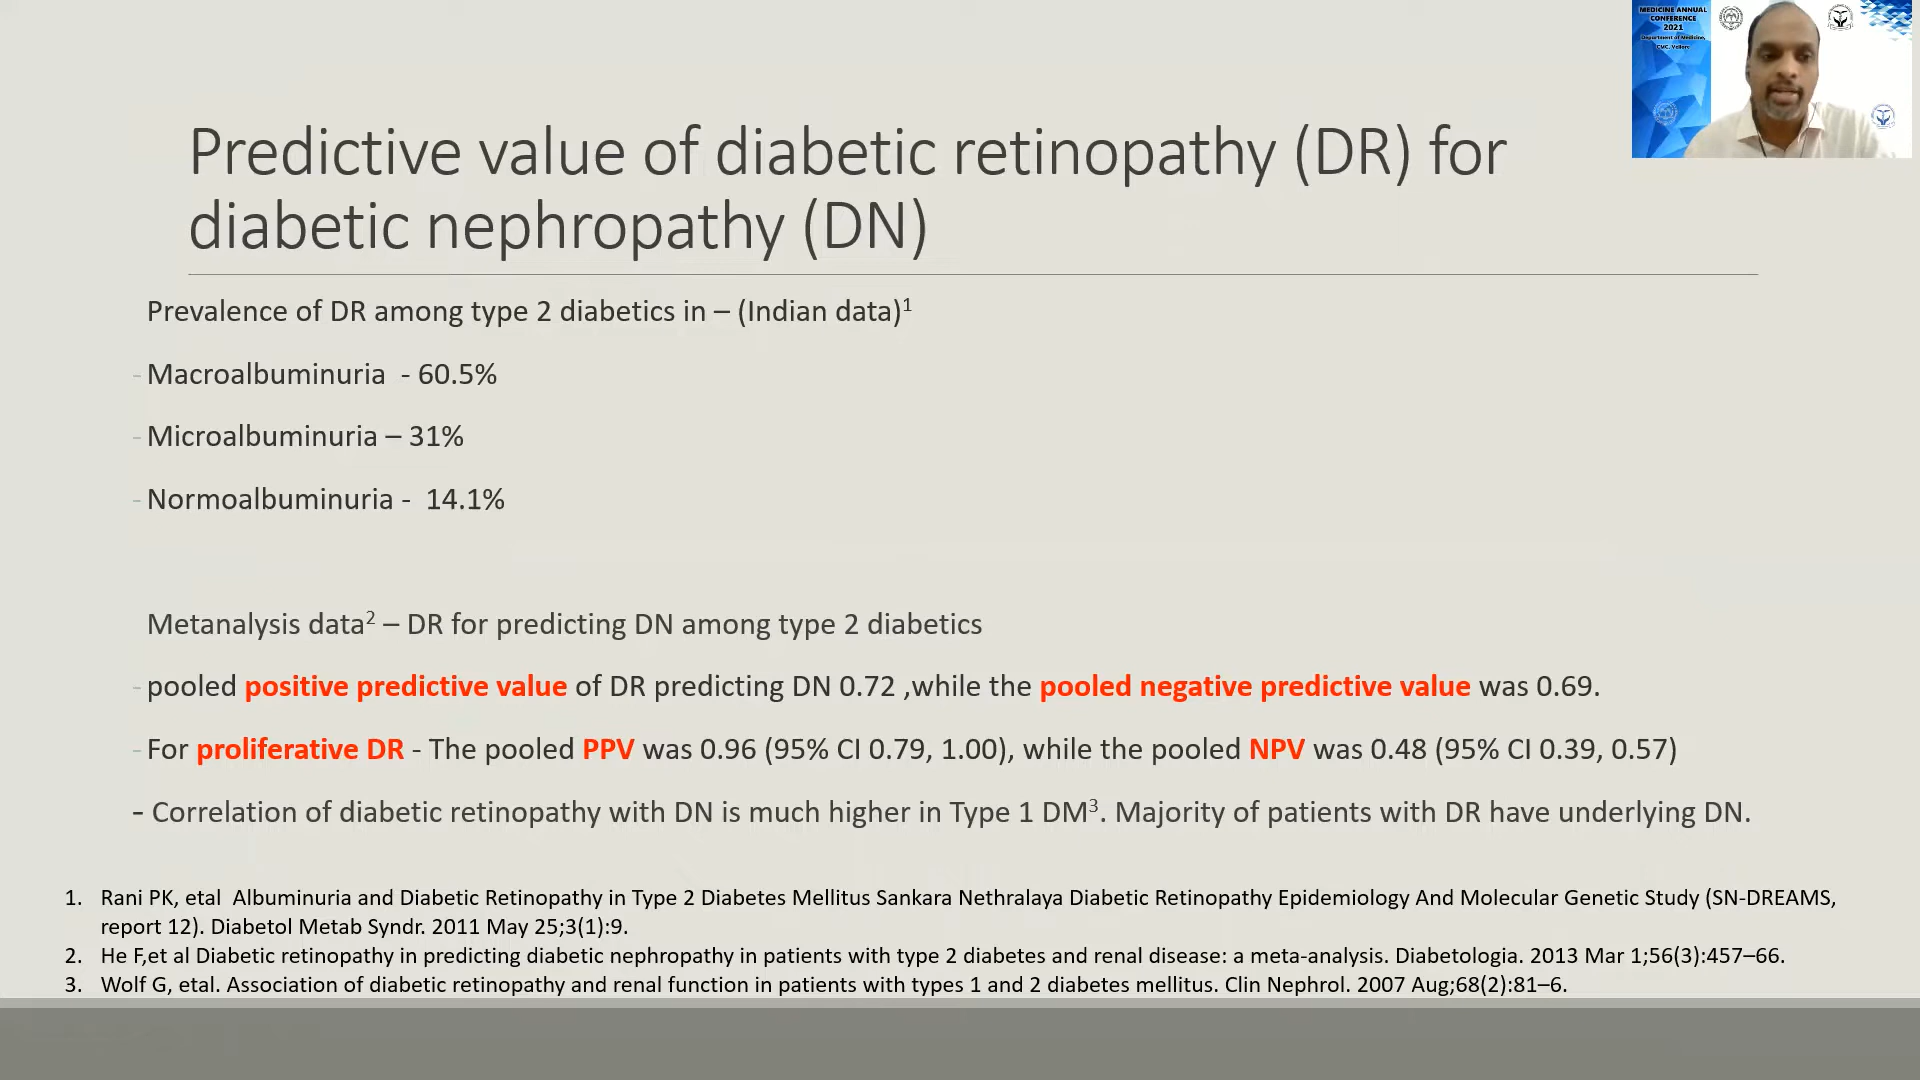 MEDICINE ANNUAL
CONFERENCE
2021
Department of Medicine,
CMC, Vellore
Predictive value of diabetic retinopathy (DR) for
diabetic nephropathy (DN)
Prevalence of DR among type 2 diabetics in – (Indian data)1
- Macroalbuminuria - 60.5%
- Microalbuminuria – 31%
- Normoalbuminuria - 14.1%
Metanalysis data2 – DR for predicting DN among type 2 diabetics
- pooled positive predictive value of DR predicting DN 0.72 ,while the pooled negative predictive value was 0.69.
- For proliferative DR - The pooled PPV was 0.96 (95% CI 0.79, 1.00), while the pooled NPV was 0.48 (95% CI 0.39, 0.57)
- Correlation of diabetic retinopathy with DN is much higher in Type 1 DM3. Majority of patients with DR have underlying DN.
1. Rani PK, etal Albuminuria and Diabetic Retinopathy in Type 2 Diabetes Mellitus Sankara Nethralaya Diabetic Retinopathy Epidemiology And Molecular Genetic Study (SN-DREAMS,
report 12). Diabetol Metab Syndr. 2011 May 25;3(1):9.
2. He F,et al Diabetic retinopathy in predicting diabetic nephropathy in patients with type 2 diabetes and renal disease: a meta-analysis. Diabetologia. 2013 Mar 1;56(3):457–66.
3. Wolf G, etal. Association of diabetic retinopathy and renal function in patients with types 1 and 2 diabetes mellitus. Clin Nephrol. 2007 Aug;68(2):81–6.